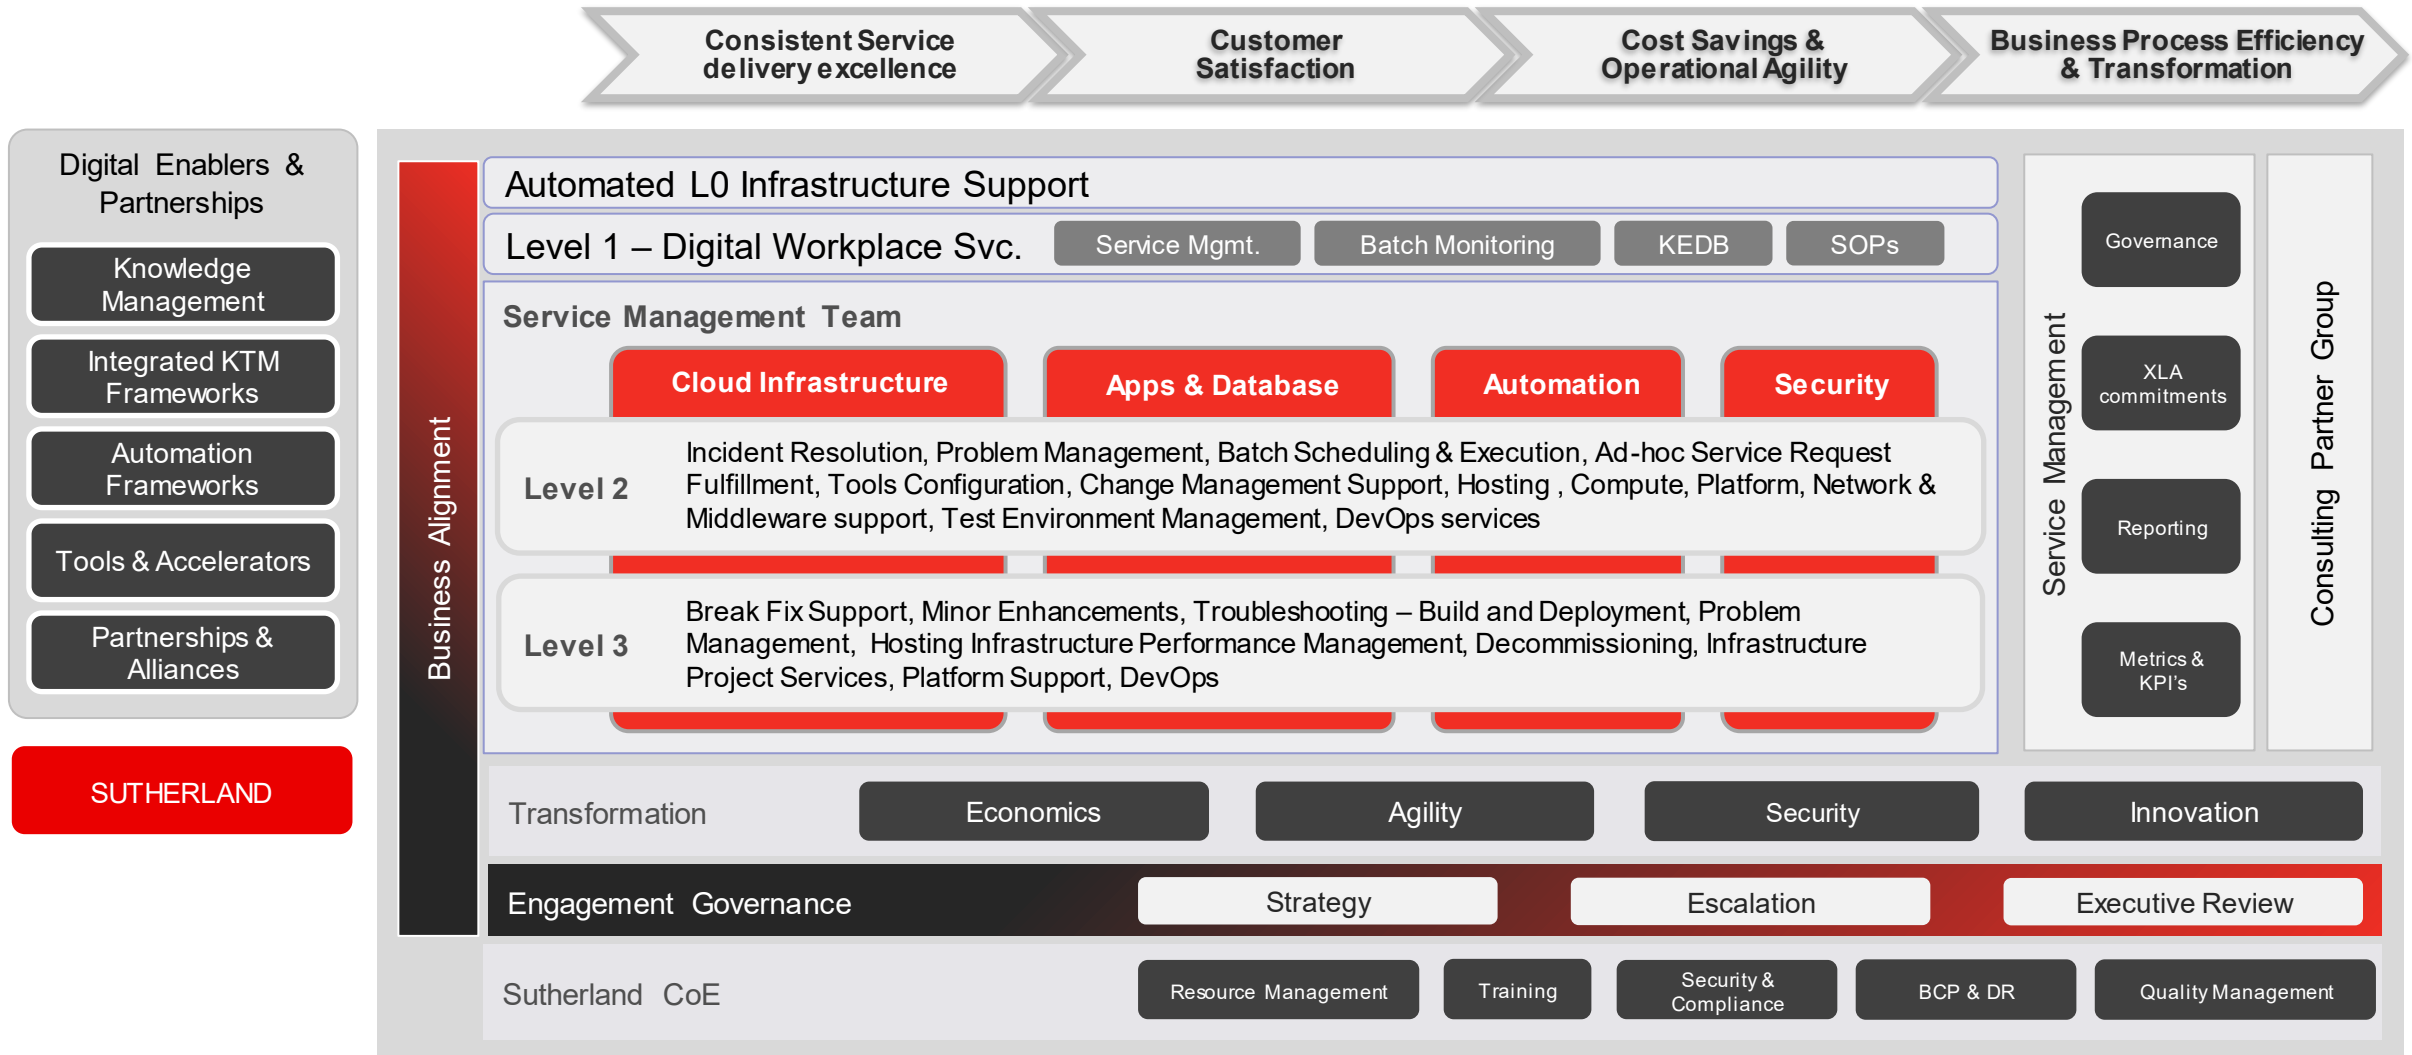 Consistent Service
delivery excellence
Customer
Satisfaction
Cost Savings &
Operational Agility
Business Process Efficiency
& Transformation
Digital Enablers &
Partnerships
Knowledge
Management
Integrated KTM
Frameworks
Automation
Frameworks
Tools & Accelerators
Partnerships &
Alliances
SUTHERLAND
Business Alignment
Automated L0 Infrastructure Support
Level 1 – Digital Workplace Svc.
Service Mgmt.
Batch Monitoring
KEDB
SOPs
Service Management Team
Cloud Infrastructure
Apps & Database
Automation
Security
Level 2
Incident Resolution, Problem Management, Batch Scheduling & Execution, Ad-hoc Service Request
Fulfillment, Tools Configuration, Change Management Support, Hosting , Compute, Platform, Network &
Middleware support, Test Environment Management, DevOps services
Level 3
Break Fix Support, Minor Enhancements, Troubleshooting – Build and Deployment, Problem
Management, Hosting Infrastructure Performance Management, Decommissioning, Infrastructure
Project Services, Platform Support, DevOps
Service Management
Governance
XLA
commitments
Reporting
Metrics &
KPI's
Consulting Partner Group
Transformation
Economics
Agility
Security
Innovation
Engagement Governance
Strategy
Escalation
Executive Review
Sutherland CoE
Resource Management
Training
Security &
Compliance
BCP & DR
Quality Management